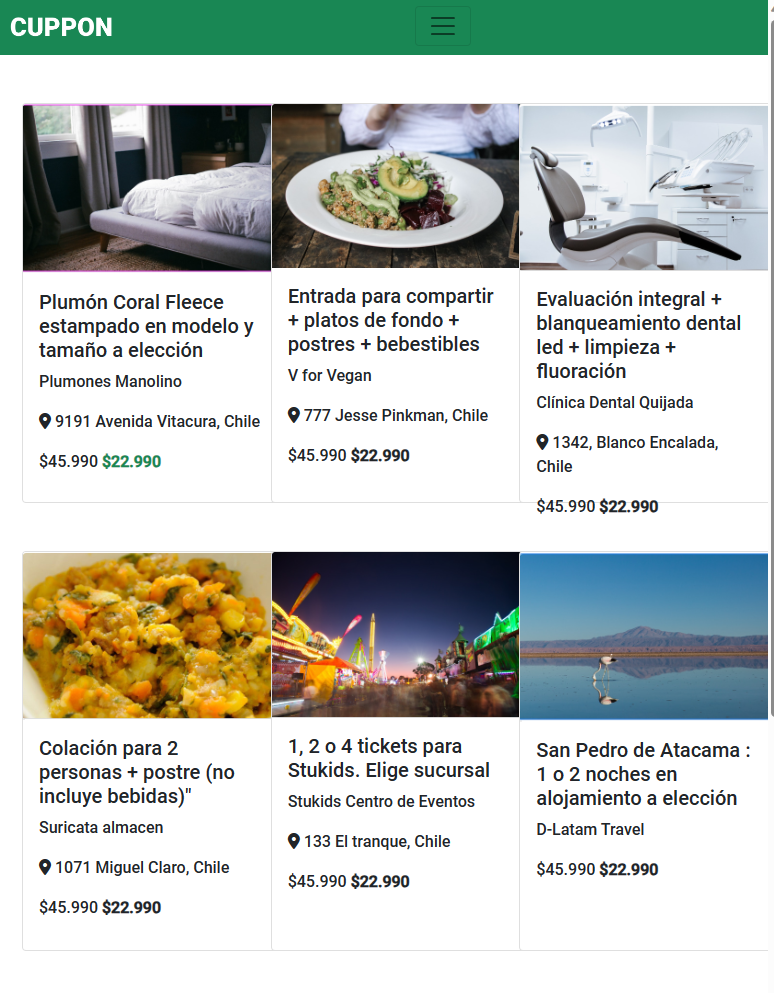 CUPPON
Plumón Coral Fleece
estampado en modelo y
tamaño a elección
Plumones Manolino
9191 Avenida Vitacura, Chile
$45.990 $22.990
Entrada para compartir
+ platos de fondo +
postres + bebestibles
V for Vegan
777 Jesse Pinkman, Chile
$45.990 $22.990
Evaluación integral +
blanqueamiento dental
led + limpieza +
fluoración
Clínica Dental Quijada
1342, Blanco Encalada,
Chile
$45.990 $22.990
Colación para 2
personas + postre (no
incluye bebidas)"
Suricata almacen
1071 Miguel Claro, Chile
$45.990 $22.990
1, 2 o 4 tickets para
Stukids. Elige sucursal
Stukids Centro de Eventos
133 El tranque, Chile
$45.990 $22.990
San Pedro de Atacama :
1 o 2 noches en
alojamiento a elección
D-Latam Travel
$45.990 $22.990